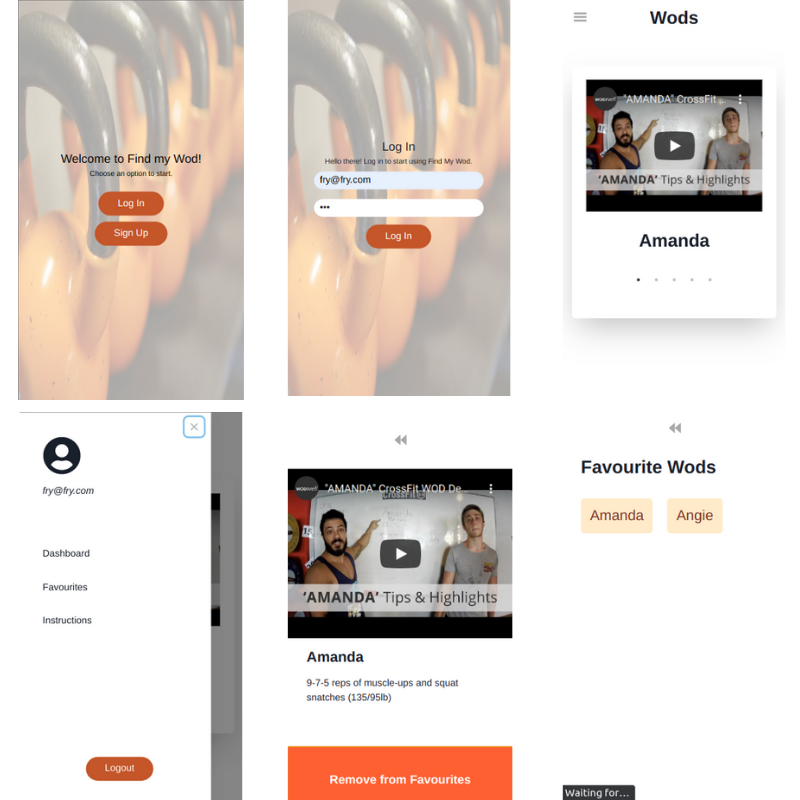 Welcome to Find my Wod!
Choose an option to start.
Log In
Sign Up
Log In
Hello there! Log in to start using Find My Wod.
fry@fry.com
•••
Log In
Wods
"AMANDA" CrossFit ...
'AMANDA' Tips & Highlights
Amanda
fry@fry.com
Dashboard
Favourites
Instructions
Logout
"AMANDA" CrossFit WOD De...
CrossFit
15
'AMANDA' Tips & Highlights
Amanda
9-7-5 reps of muscle-ups and squat
snatches (135/95lb)
Remove from Favourites
Favourite Wods
Amanda Angie
Waiting for...